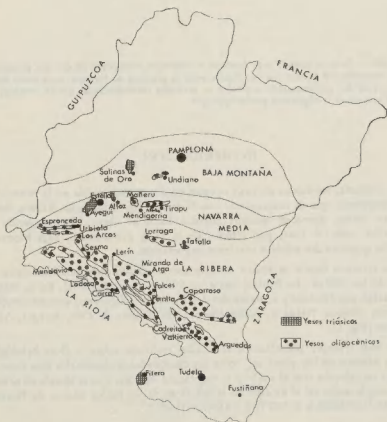 GUIPUZCOA
FRANCIA
PAMPLONA
Salinas de Oro
BAJA MONTAÑA
Undiano
Estella
Alloz
Mañeru
Mendigorria
Tirapu
Ayegui
NAVARRA MEDIA
Espronceda
Urbiola
Los Arcos
Larraga
Tafalla
Sesma
Lerín
Miranda de Arga
LA RIBERA
Mendavia
Lodosa
Falces
Carcar
Peralta
Caparroso
LA RIOJA
ZARAGOZA
Cadreita
Valtierra
Arguedas
Yesos triásicos
Yesos oligocénicos
Fitero
Tudela
Fustiñana